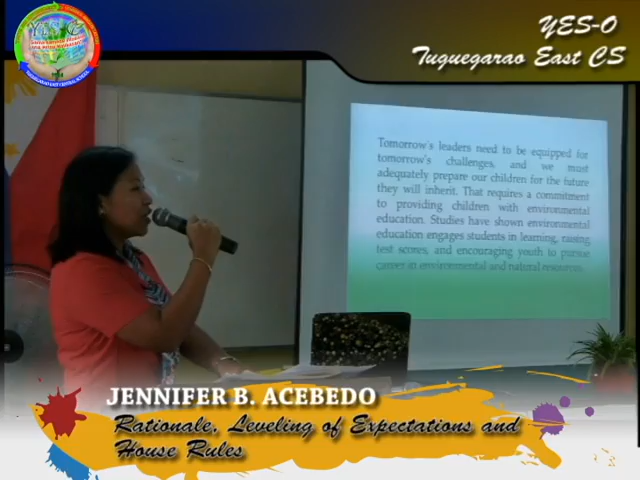 YES-O
Tuguegarao East CS
Tomorrow's leaders need to be equipped for
tomorrow's challenges, and we must
adequately prepare our children for the future
they will inherit. That requires a commitment
to providing children with environmental
education. Studies have shown environmental
education engages students in learning, raising
test scores, and encouraging youth to pursue
career in environmental and natural resources.
JENNIFER B. ACEBEDO
Rationale, Leveling of Expectations and
House Rules